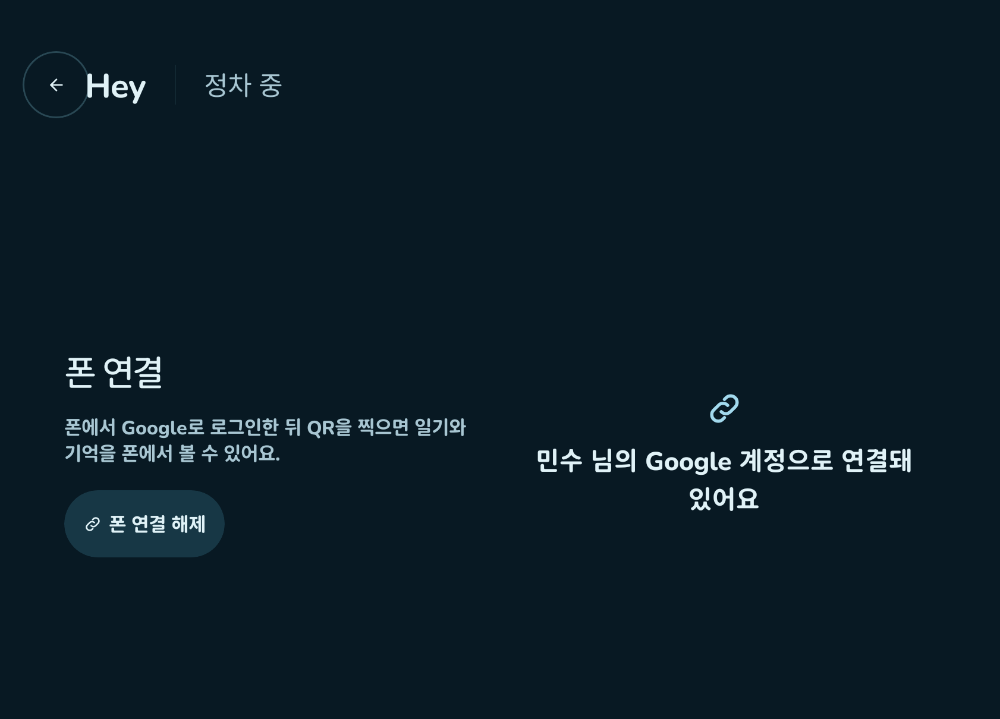 Hey
정차 중
폰 연결
폰에서 Google로 로그인한 뒤 QR을 찍으면 일기와
기억을 폰에서 볼 수 있어요.
폰 연결 해제
민수 님의 Google 계정으로 연결돼
있어요